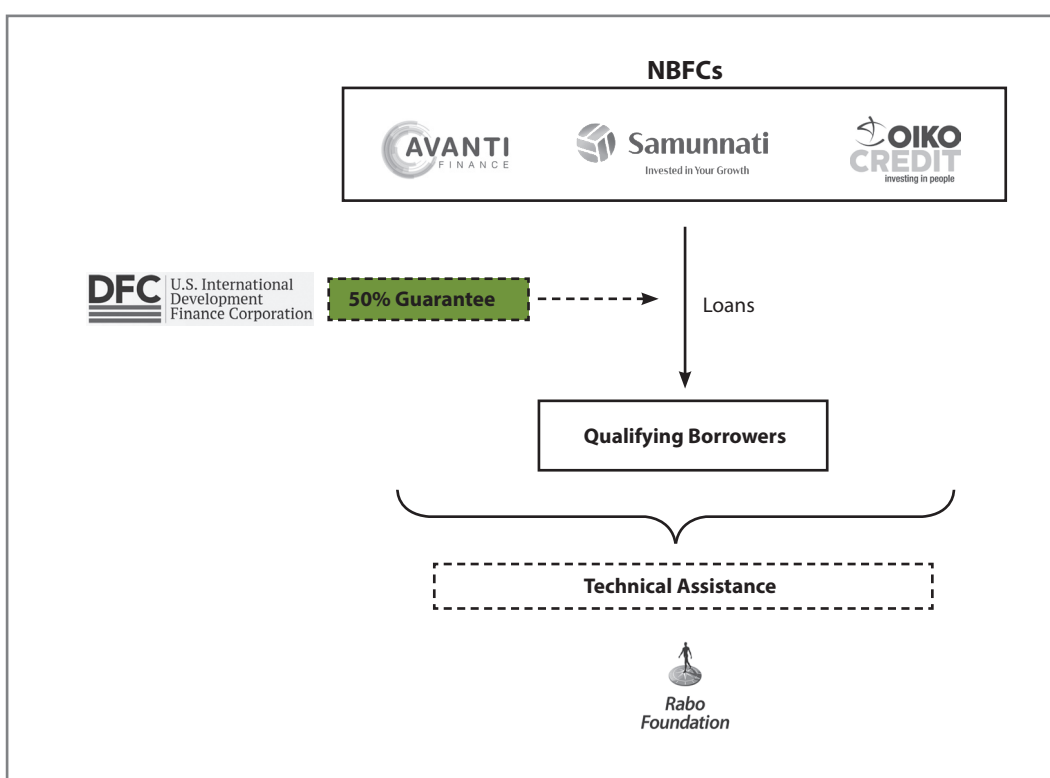 NBFCs
AVANTI
FINANCE
Samunnati
Invested in Your Growth
OIKO
CREDIT
investing in people
DFC
U.S. International
Development
Finance Corporation
50% Guarantee
Loans
Qualifying Borrowers
Technical Assistance
Rabo
Foundation